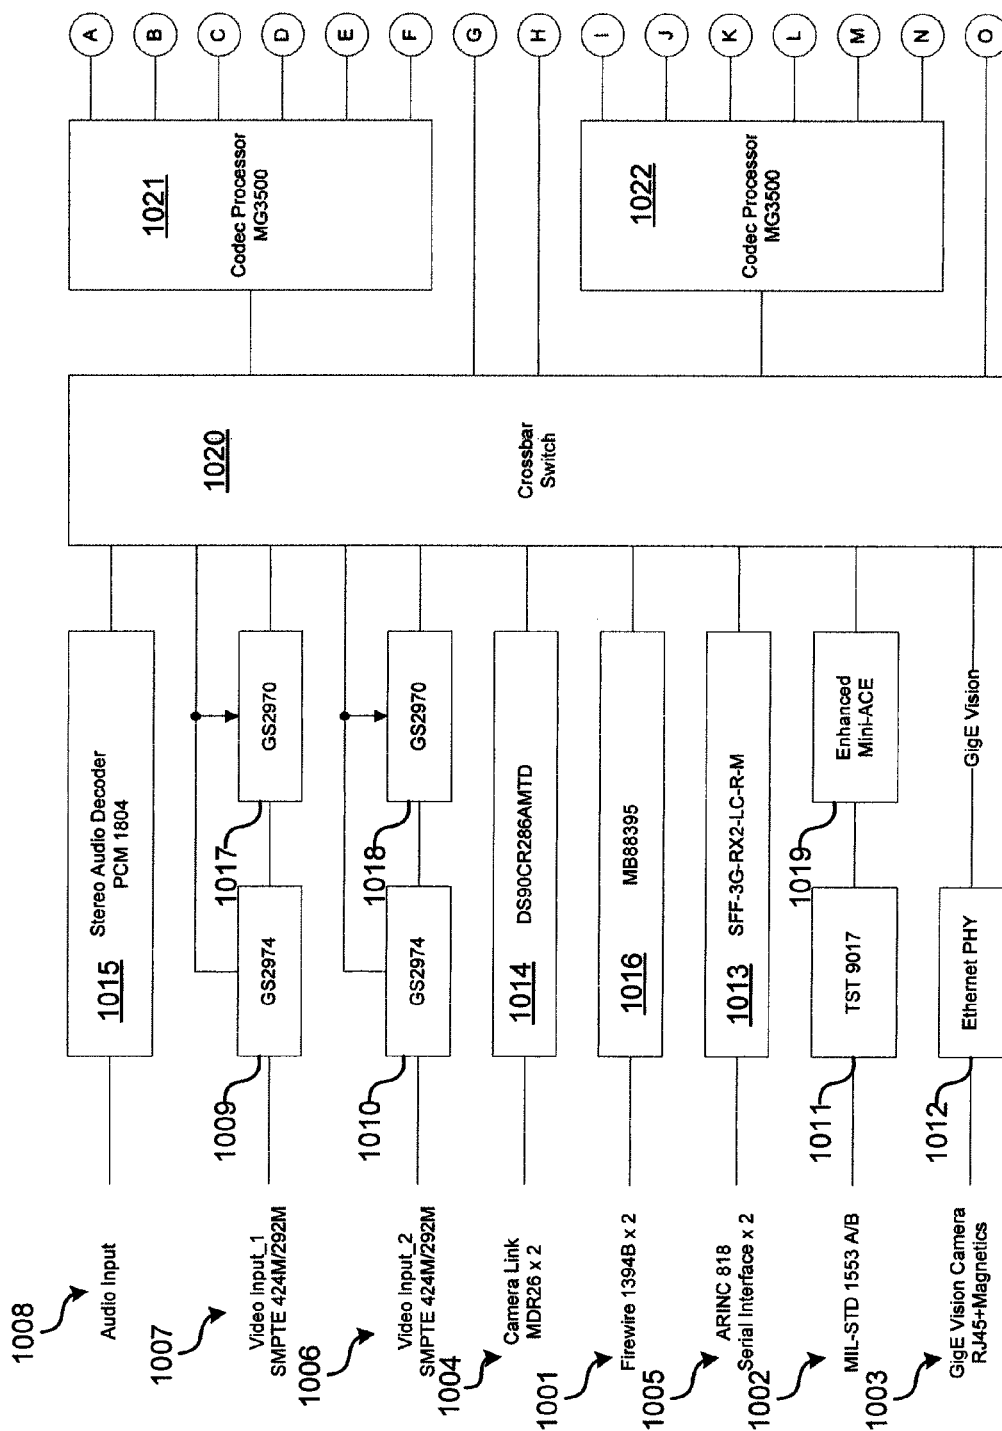 1008
Audio Input
1015
Stereo Audio Decoder
PCM 1804
1007
Video Input_1
SMPTE 424M/292M
1009
GS2974
1017
GS2970
1006
Video Input_2
SMPTE 424M/292M
1010
GS2974
1018
GS2970
1004
Camera Link
MDR26 x 2
1014
DS90CR286AMTD
1001
Firewire 1394B x 2
1016
MB88395
1005
ARINC 818
Serial Interface x 2
1013
SFF-3G-RX2-LC-R-M
1002
MIL-STD 1553 A/B
1011
TST 9017
1019
Enhanced
Mini-ACE
1003
GigE Vision Camera
RJ45+Magnetics
1012
Ethernet PHY
GigE Vision
1020
Crossbar
Switch
1021
Codec Processor
MG3500
1022
Codec Processor
MG3500
A
B
C
D
E
F
G
H
I
J
K
L
M
N
O